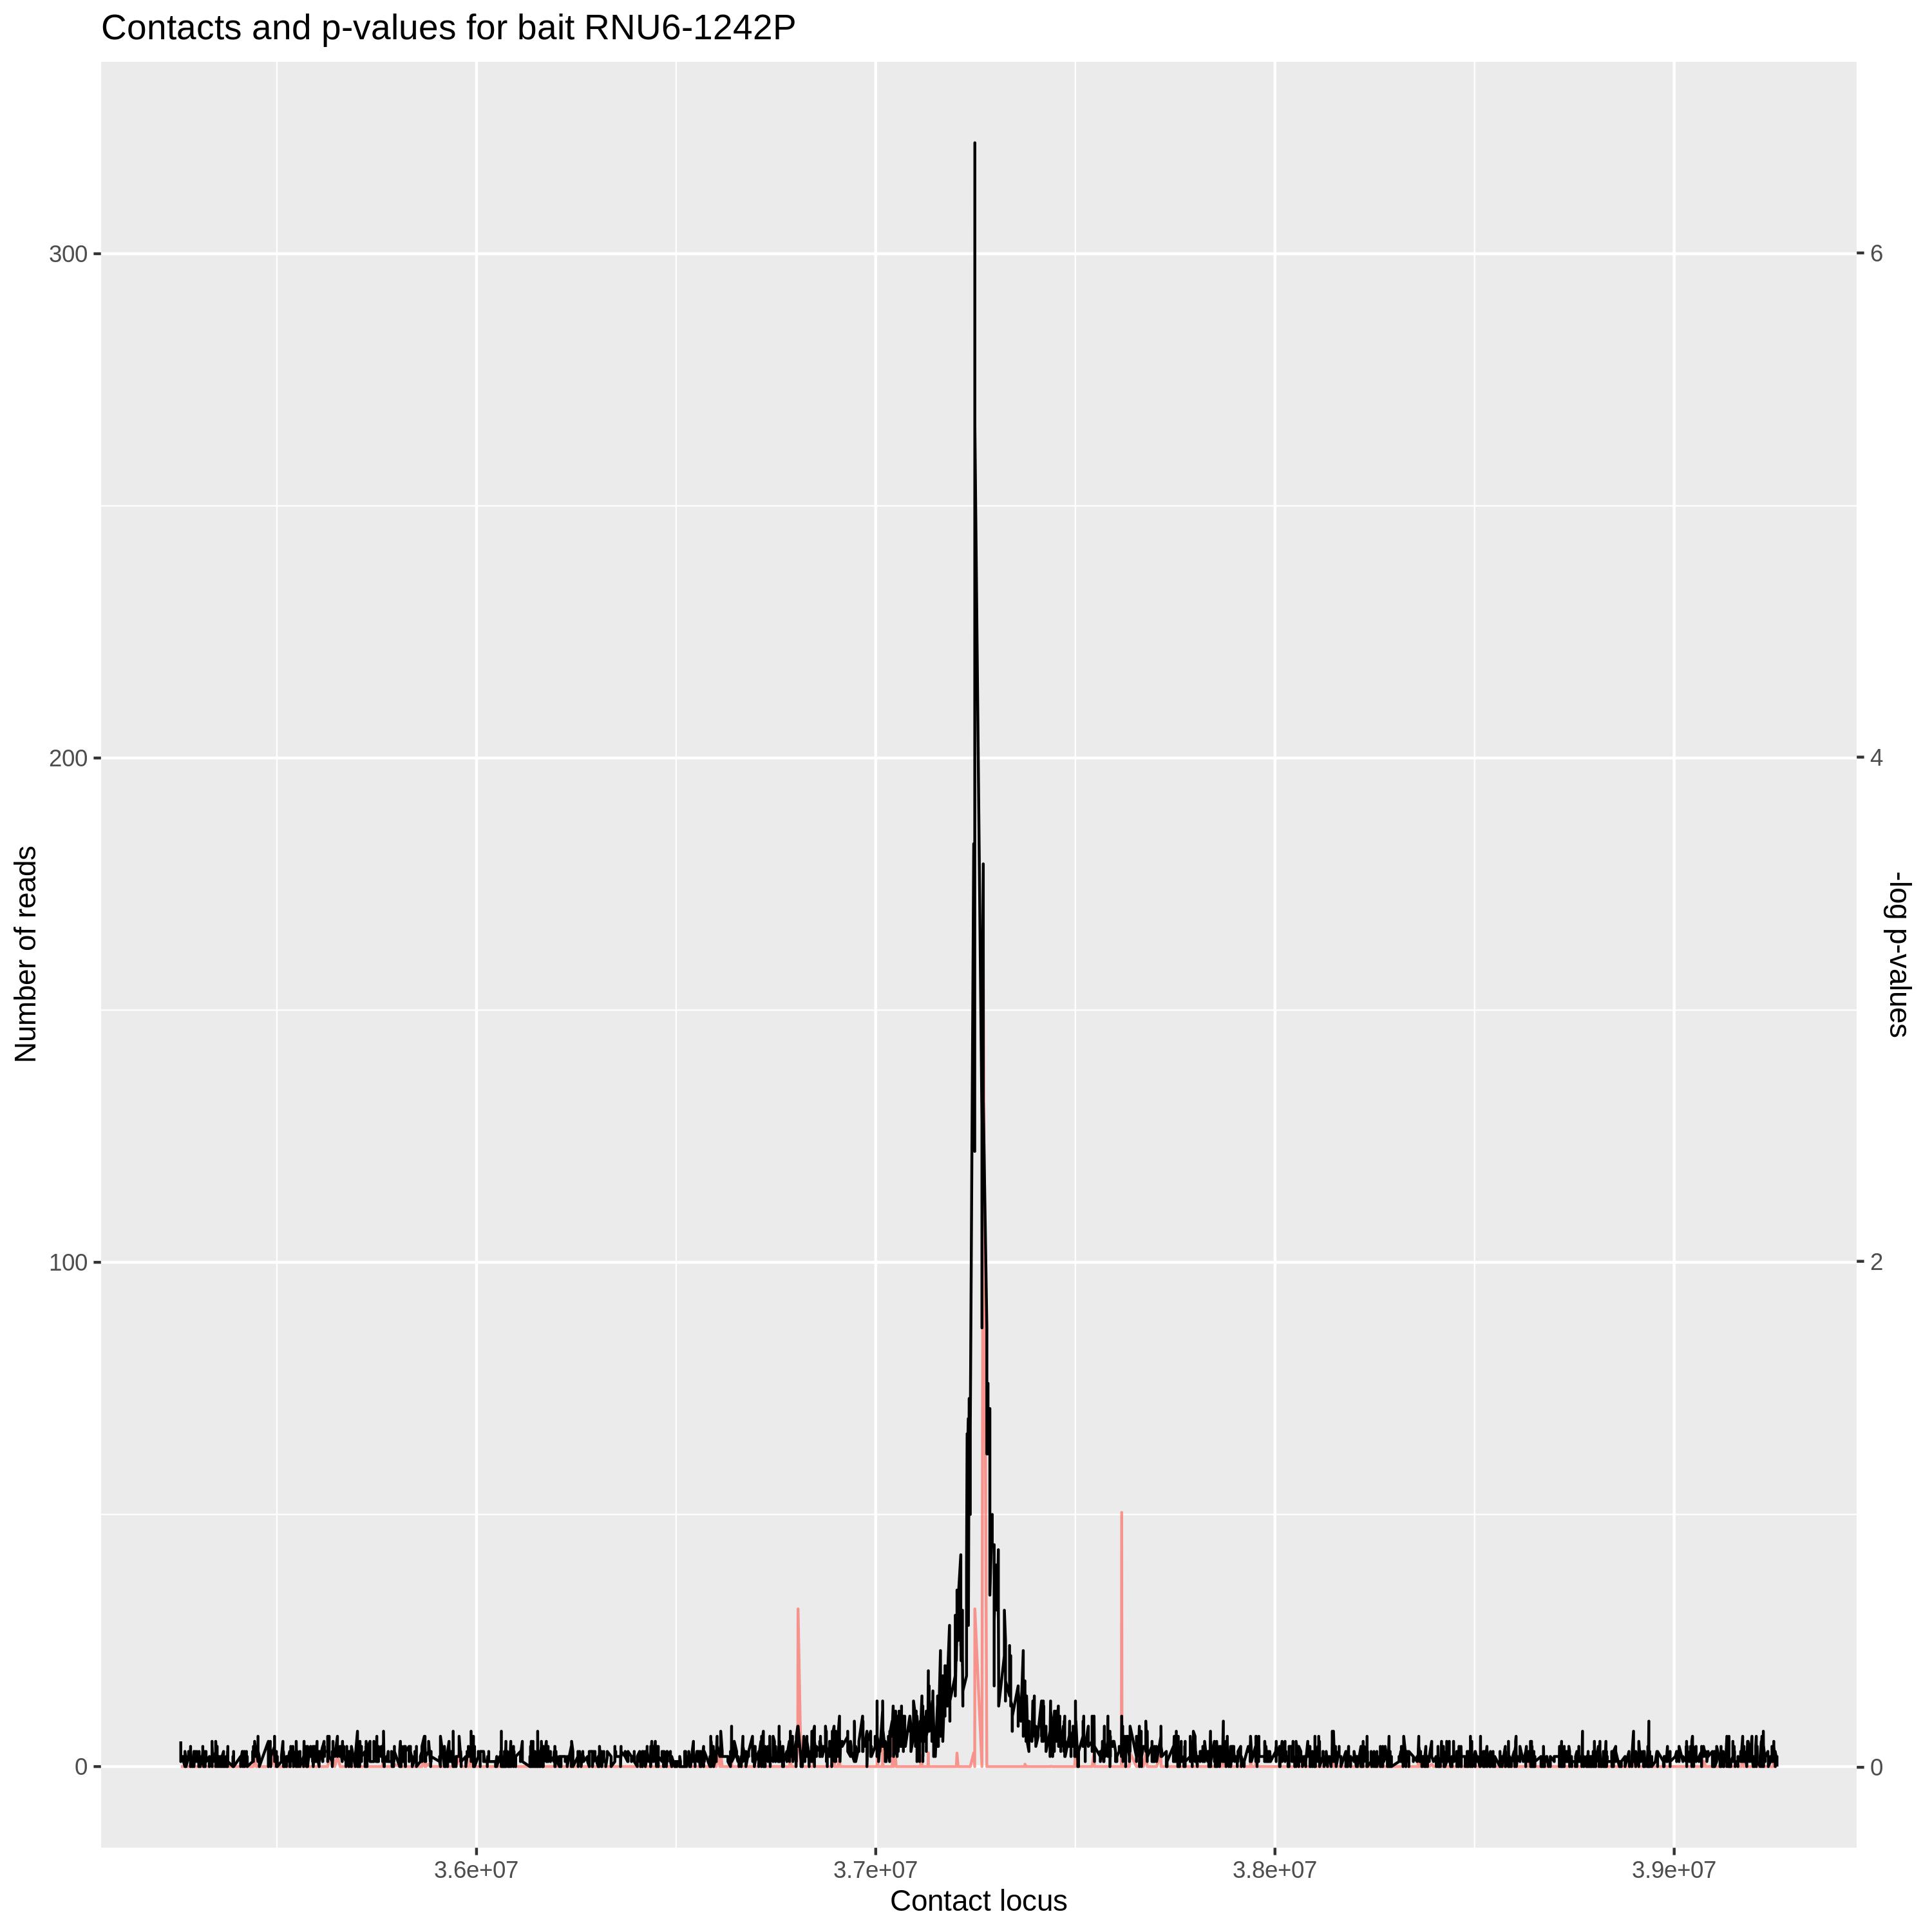 Contacts and p-values for bait RNU6-1242P
300
200
100
0
6
4
2
0
Number of reads
-log p-values
3.6e+07
3.7e+07
3.8e+07
3.9e+07
Contact locus